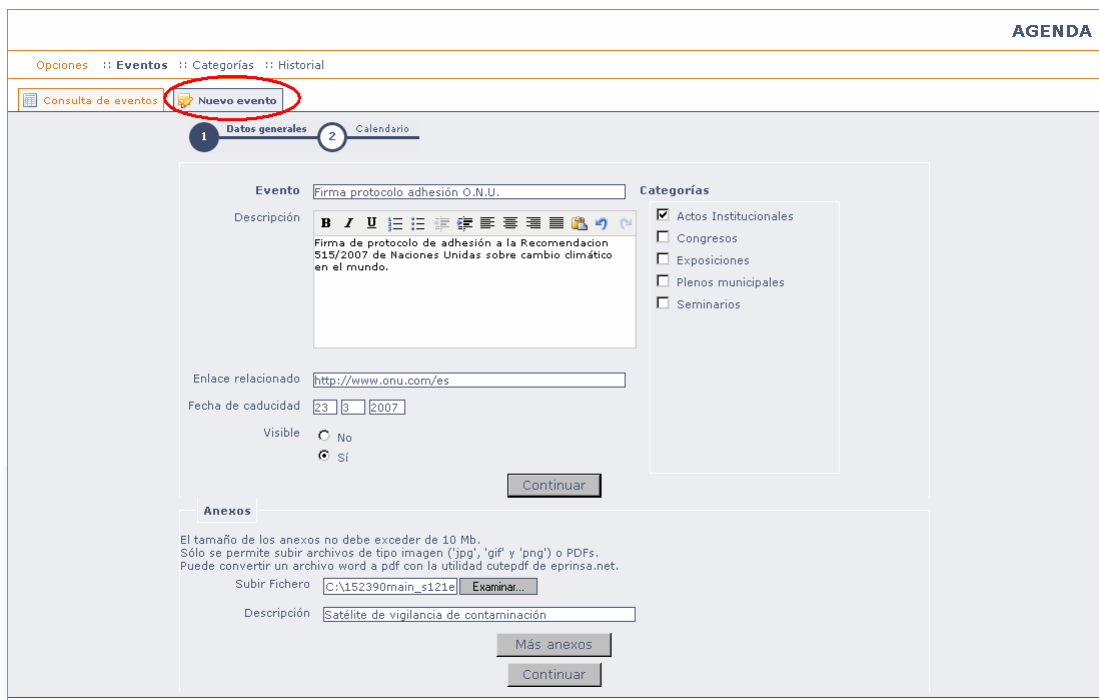 AGENDA
Opciones :: Eventos :: Categorías :: Historial
Consulta de eventos Nuevo evento
1 Datos generales 2 Calendario
Evento Firma protocolo adhesión O.N.U.
Categorías
Descripción
B I U
Firma de protocolo de adhesión a la Recomendacion
515/2007 de Naciones Unidas sobre cambio climático
en el mundo.
Actos Institucionales
Congresos
Exposiciones
Plenos municipales
Seminarios
Enlace relacionado http://www.onu.com/es
Fecha de caducidad 23 3 2007
Visible No
Sí
Continuar
Anexos
El tamaño de los anexos no debe exceder de 10 Mb.
Sólo se permite subir archivos de tipo imagen ('jpg', 'gif' y 'png') o PDFs.
Puede convertir un archivo word a pdf con la utilidad cutepdf de eprinsa.net.
Subir Fichero C:\152390main_s121e Examinar...
Descripción Satélite de vigilancia de contaminación
Más anexos
Continuar